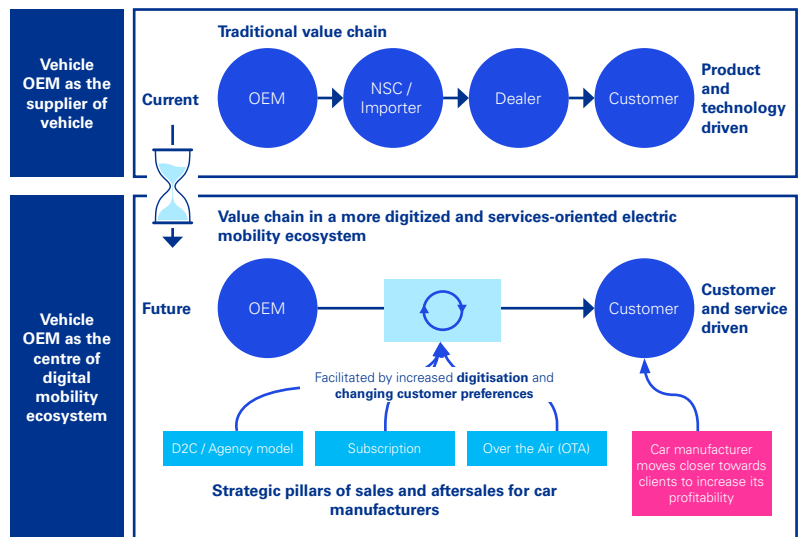 Vehicle
OEM as the
supplier of
vehicle
Traditional value chain
Current
OEM
NSC /
Importer
Dealer
Customer
Product
and
technology
driven
Vehicle
OEM as the
centre of
digital
mobility
ecosystem
Value chain in a more digitized and services-oriented electric
mobility ecosystem
Future
OEM
Customer
Customer
and service
driven
Facilitated by increased digitisation and
changing customer preferences
D2C / Agency model
Subscription
Over the Air (OTA)
Car manufacturer
moves closer towards
clients to increase its
profitability
Strategic pillars of sales and aftersales for car
manufacturers